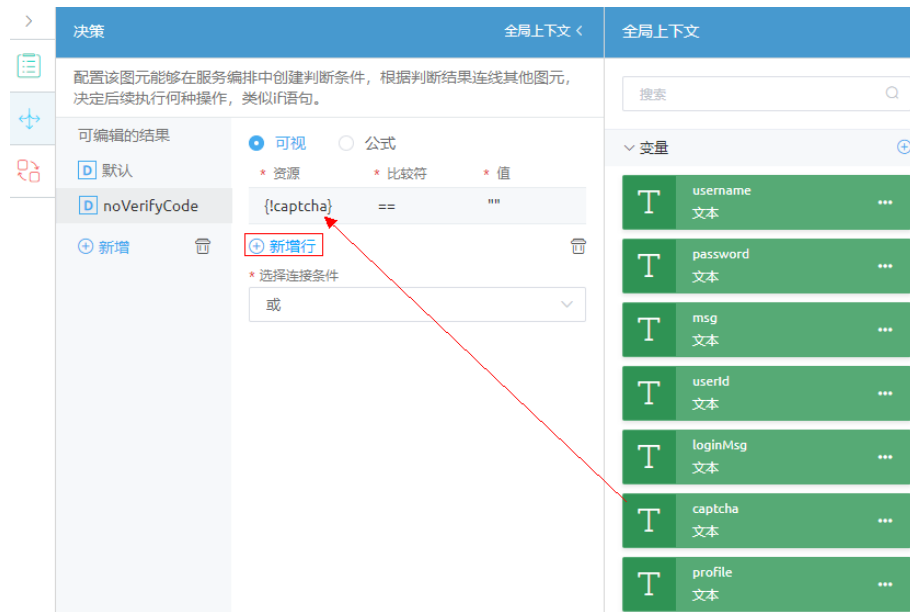 决策
全局上下文
配置该图元能够在服务编排中创建判断条件，根据判断结果连线其他图元，
决定后续执行何种操作，类似if语句。
可编辑的结果
D 默认
D noVerifyCode
新增
可视
公式
* 资源
* 比较符
* 值
{!captcha}
==
""
新增行
* 选择连接条件
或
全局上下文
搜索
变量
T username
文本
T password
文本
T msg
文本
T userId
文本
T loginMsg
文本
T captcha
文本
T profile
文本